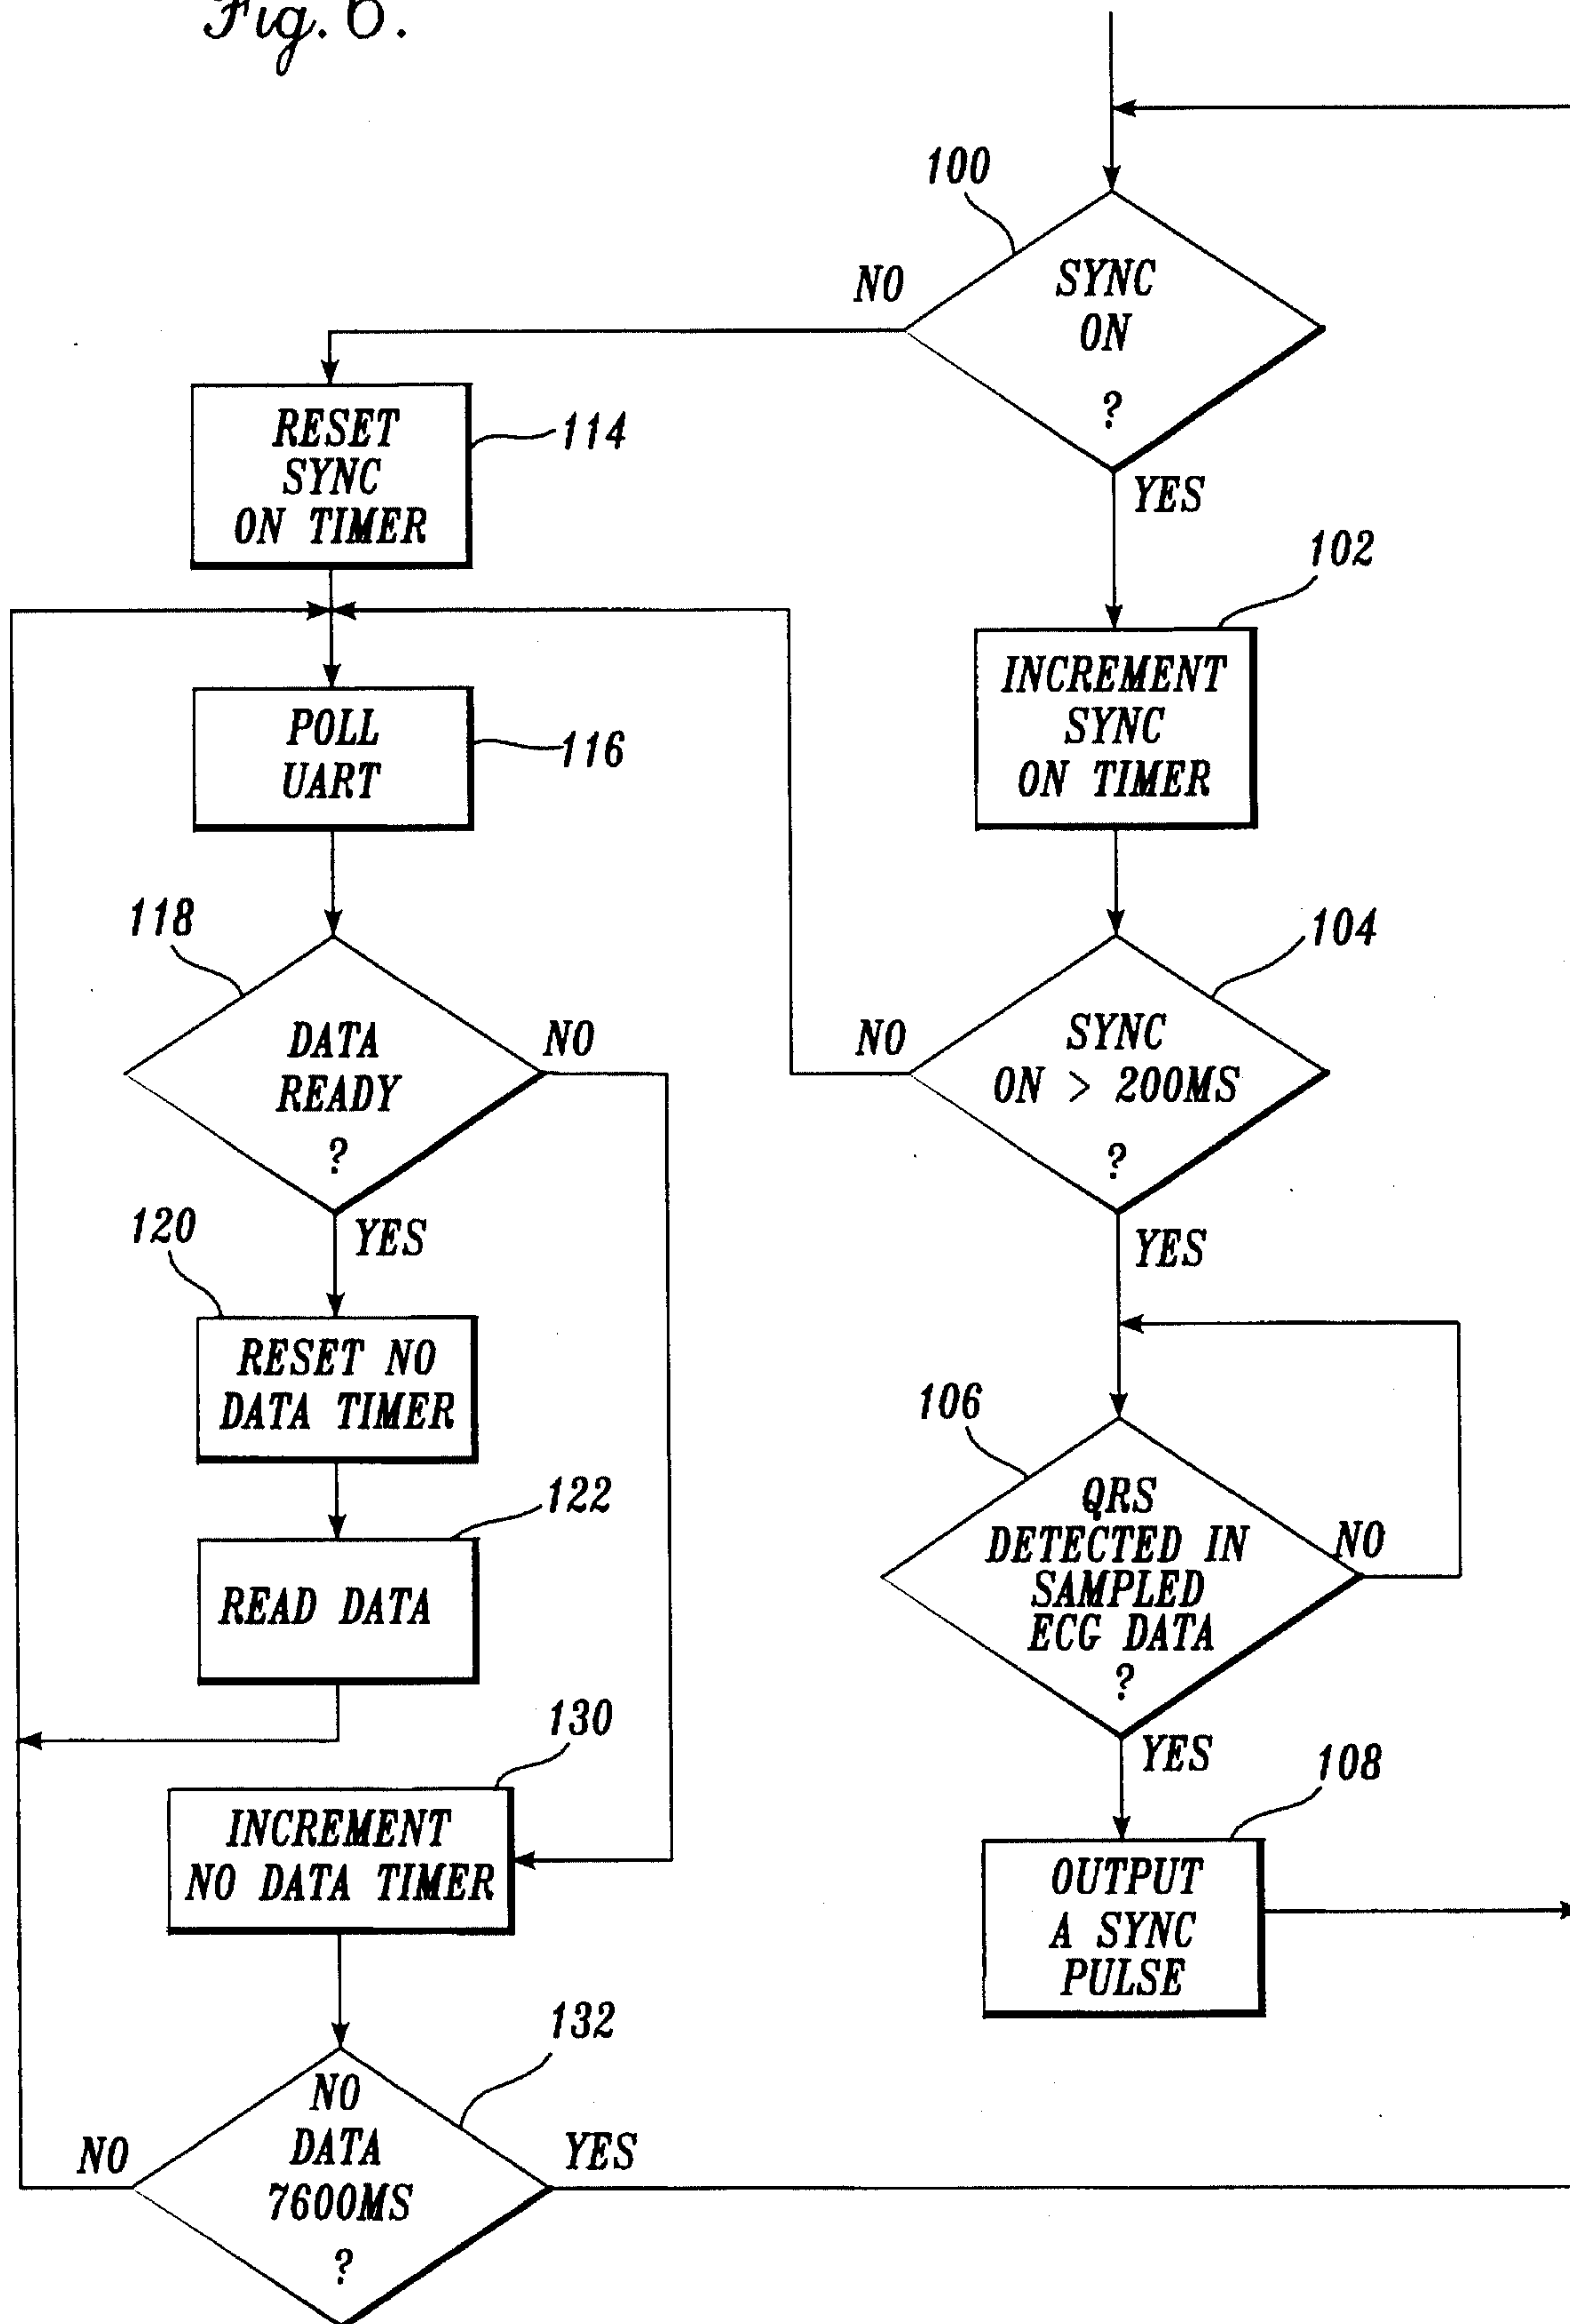 Fig. 6.
100
SYNC
ON
?
NO
YES
RESET
SYNC
ON TIMER
114
102
INCREMENT
SYNC
ON TIMER
POLL
UART
116
118
DATA
READY
?
NO
YES
104
SYNC
ON > 200MS
?
NO
YES
120
RESET NO
DATA TIMER
122
READ DATA
106
QRS
DETECTED IN
SAMPLED
ECG DATA
?
NO
YES
130
INCREMENT
NO DATA TIMER
108
OUTPUT
A SYNC
PULSE
132
NO
DATA
7600MS
?
NO
YES